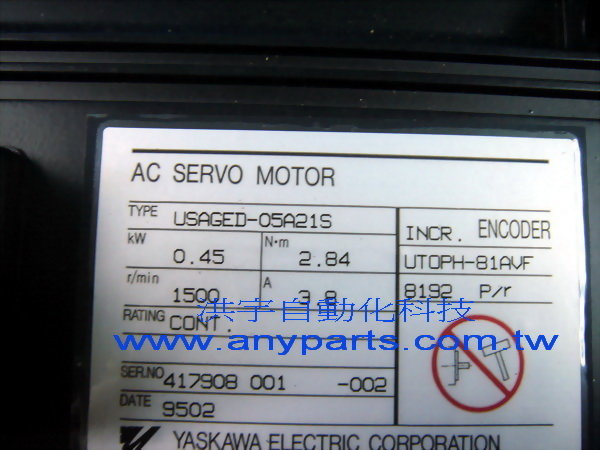 AC SERVO MOTOR
TYPE USAGED-05A21S
INCR. ENCODER
kW 0.45 N·m 2.84
UTOPH-81AVF
r/min 1500 A 3.8
8192 P/r
RATING CONT.
洪宇自動化科技
www.anyparts.com.tw
SER.NO 417908 001 -002
DATE 9502
YASKAWA ELECTRIC CORPORATION